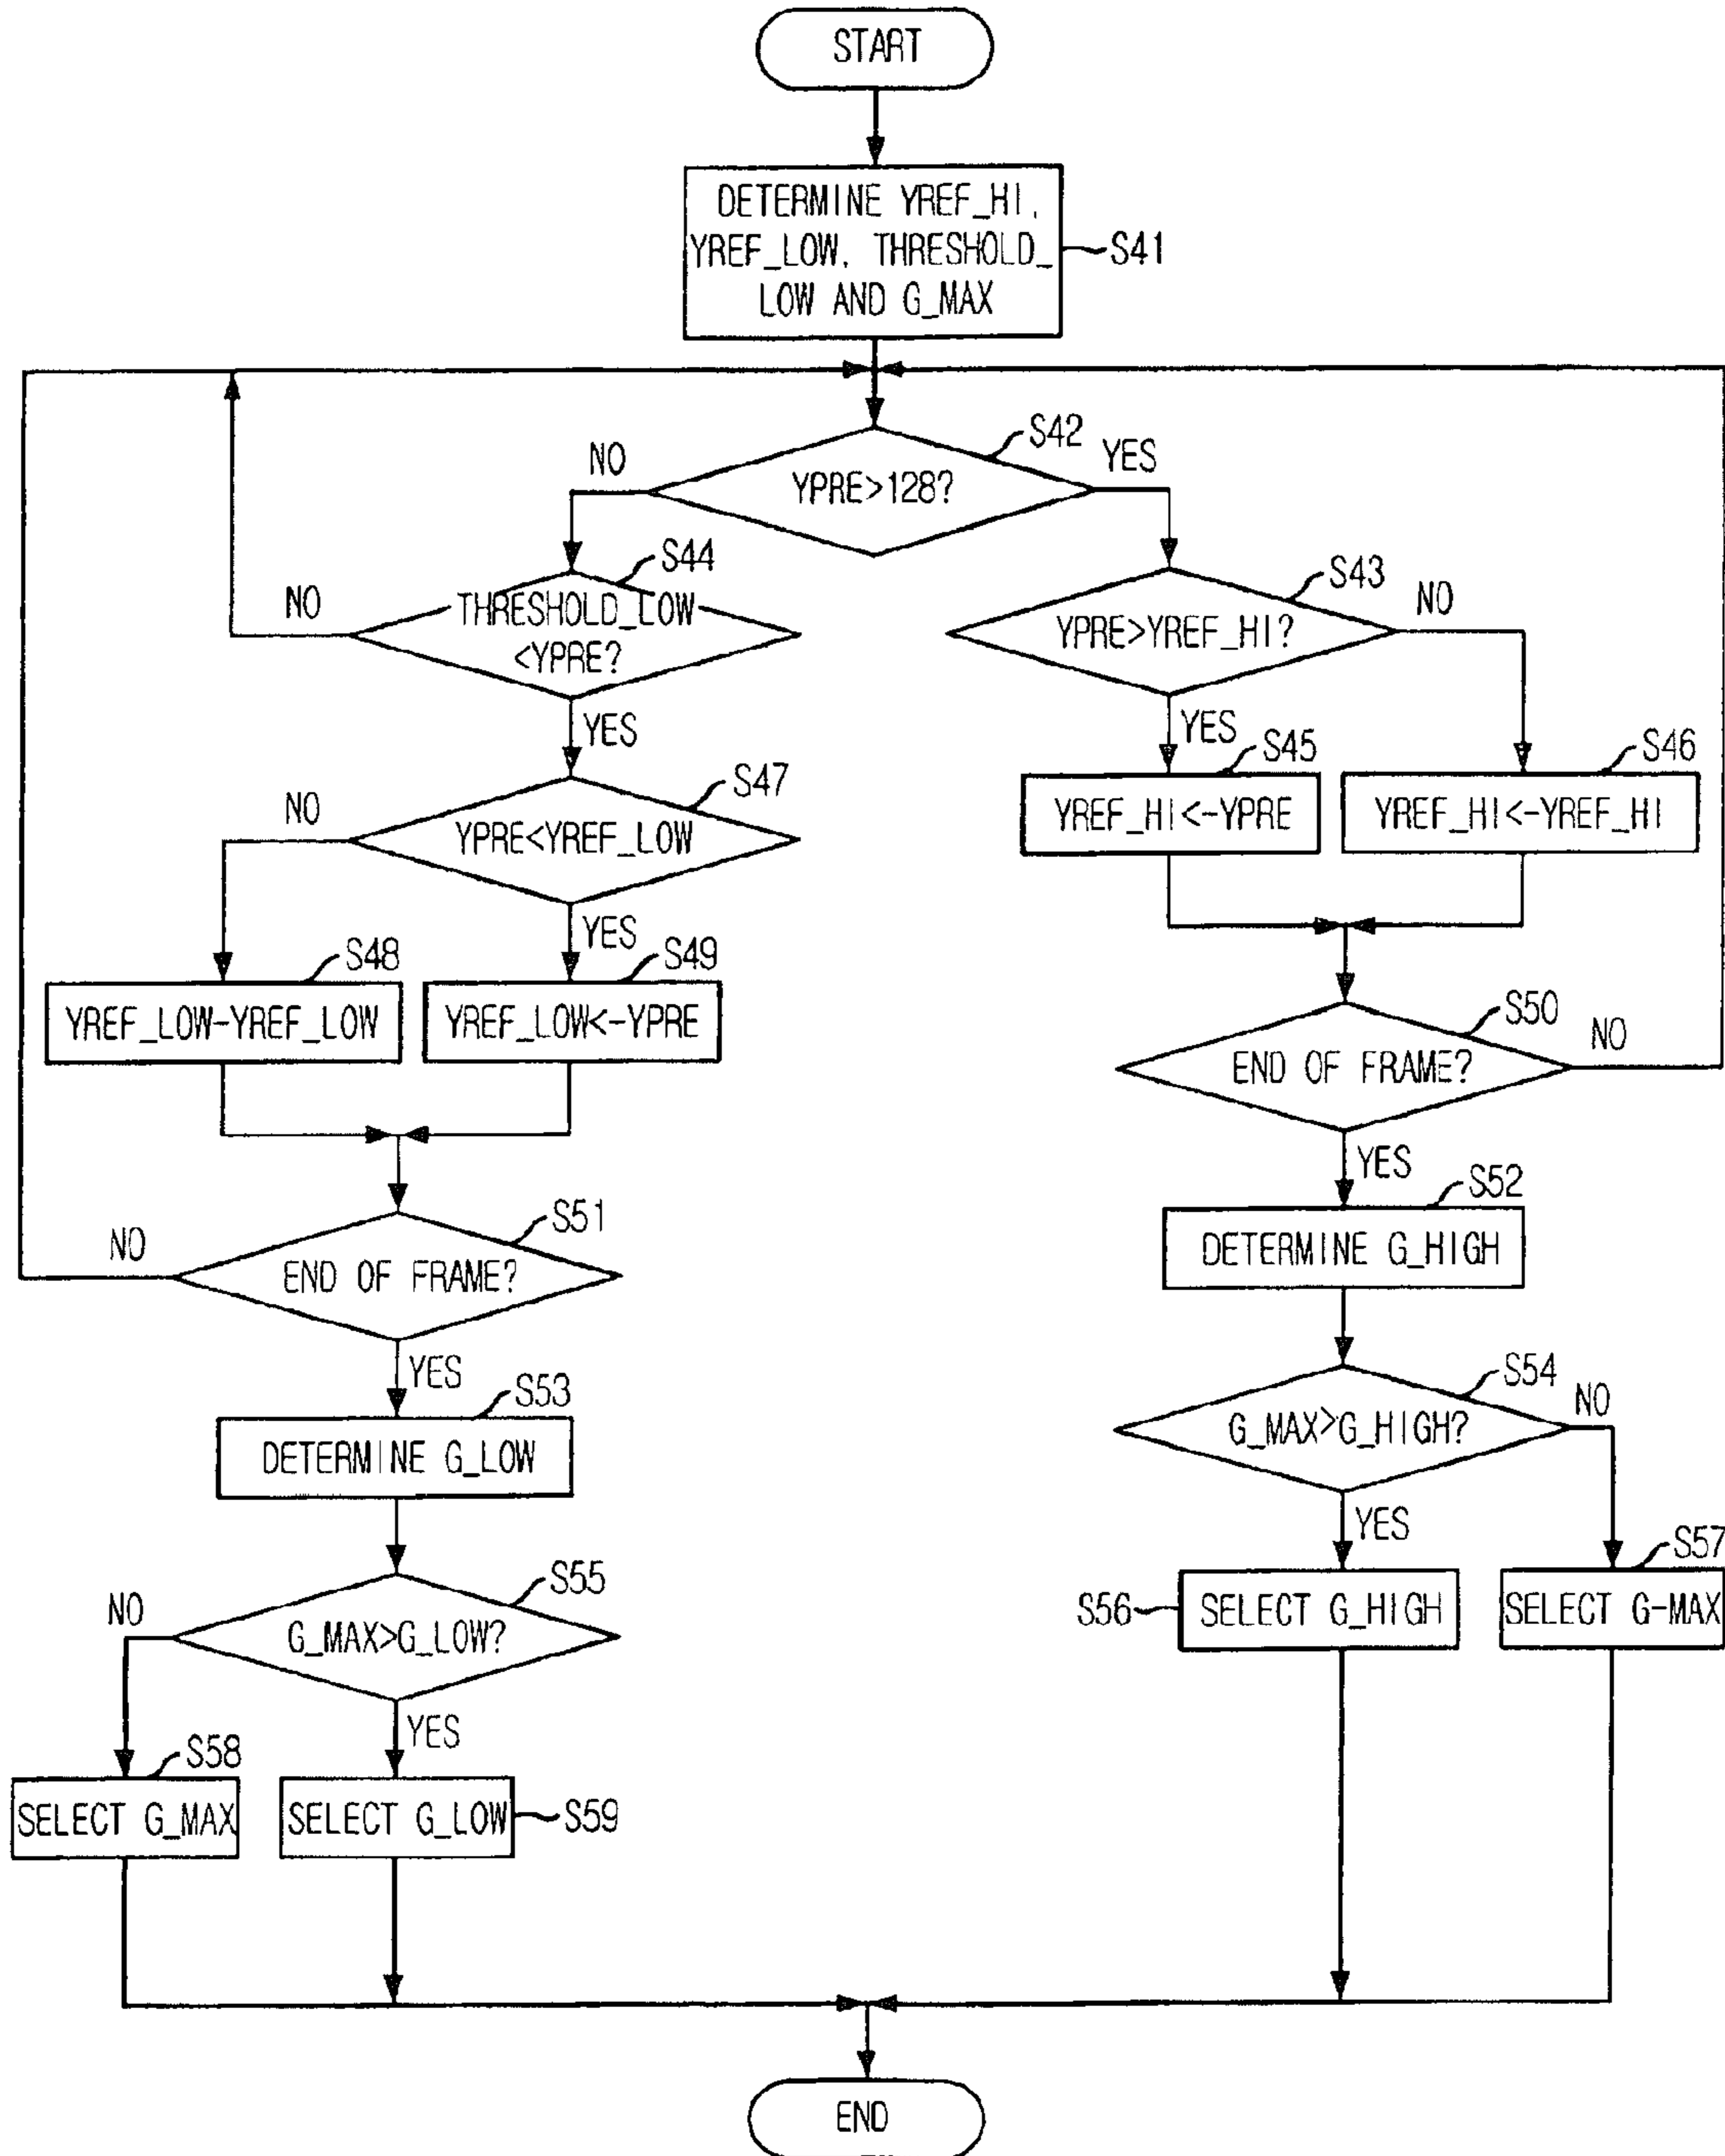 START
DETERMINE YREF_HI,
YREF_LOW, THRESHOLD_
LOW AND G_MAX
S41
S42
NO
YES
YPRE>128?
S44
S43
NO
THRESHOLD_LOW
<YPRE?
YPRE>YREF_HI?
NO
YES
YES
S47
S45
S46
NO
YPRE<YREF_LOW
YREF_HI<-YPRE
YREF_HI<-YREF_HI
YES
S48
S49
YREF_LOW-YREF_LOW
YREF_LOW<-YPRE
S50
END OF FRAME?
NO
YES
S51
S52
NO
END OF FRAME?
DETERMINE G_HIGH
YES
S53
S54
DETERMINE G_LOW
G_MAX>G_HIGH?
NO
YES
S55
S57
NO
G_MAX>G_LOW?
S56
SELECT G_HIGH
SELECT G-MAX
YES
S58
SELECT G_MAX
SELECT G_LOW
S59
END